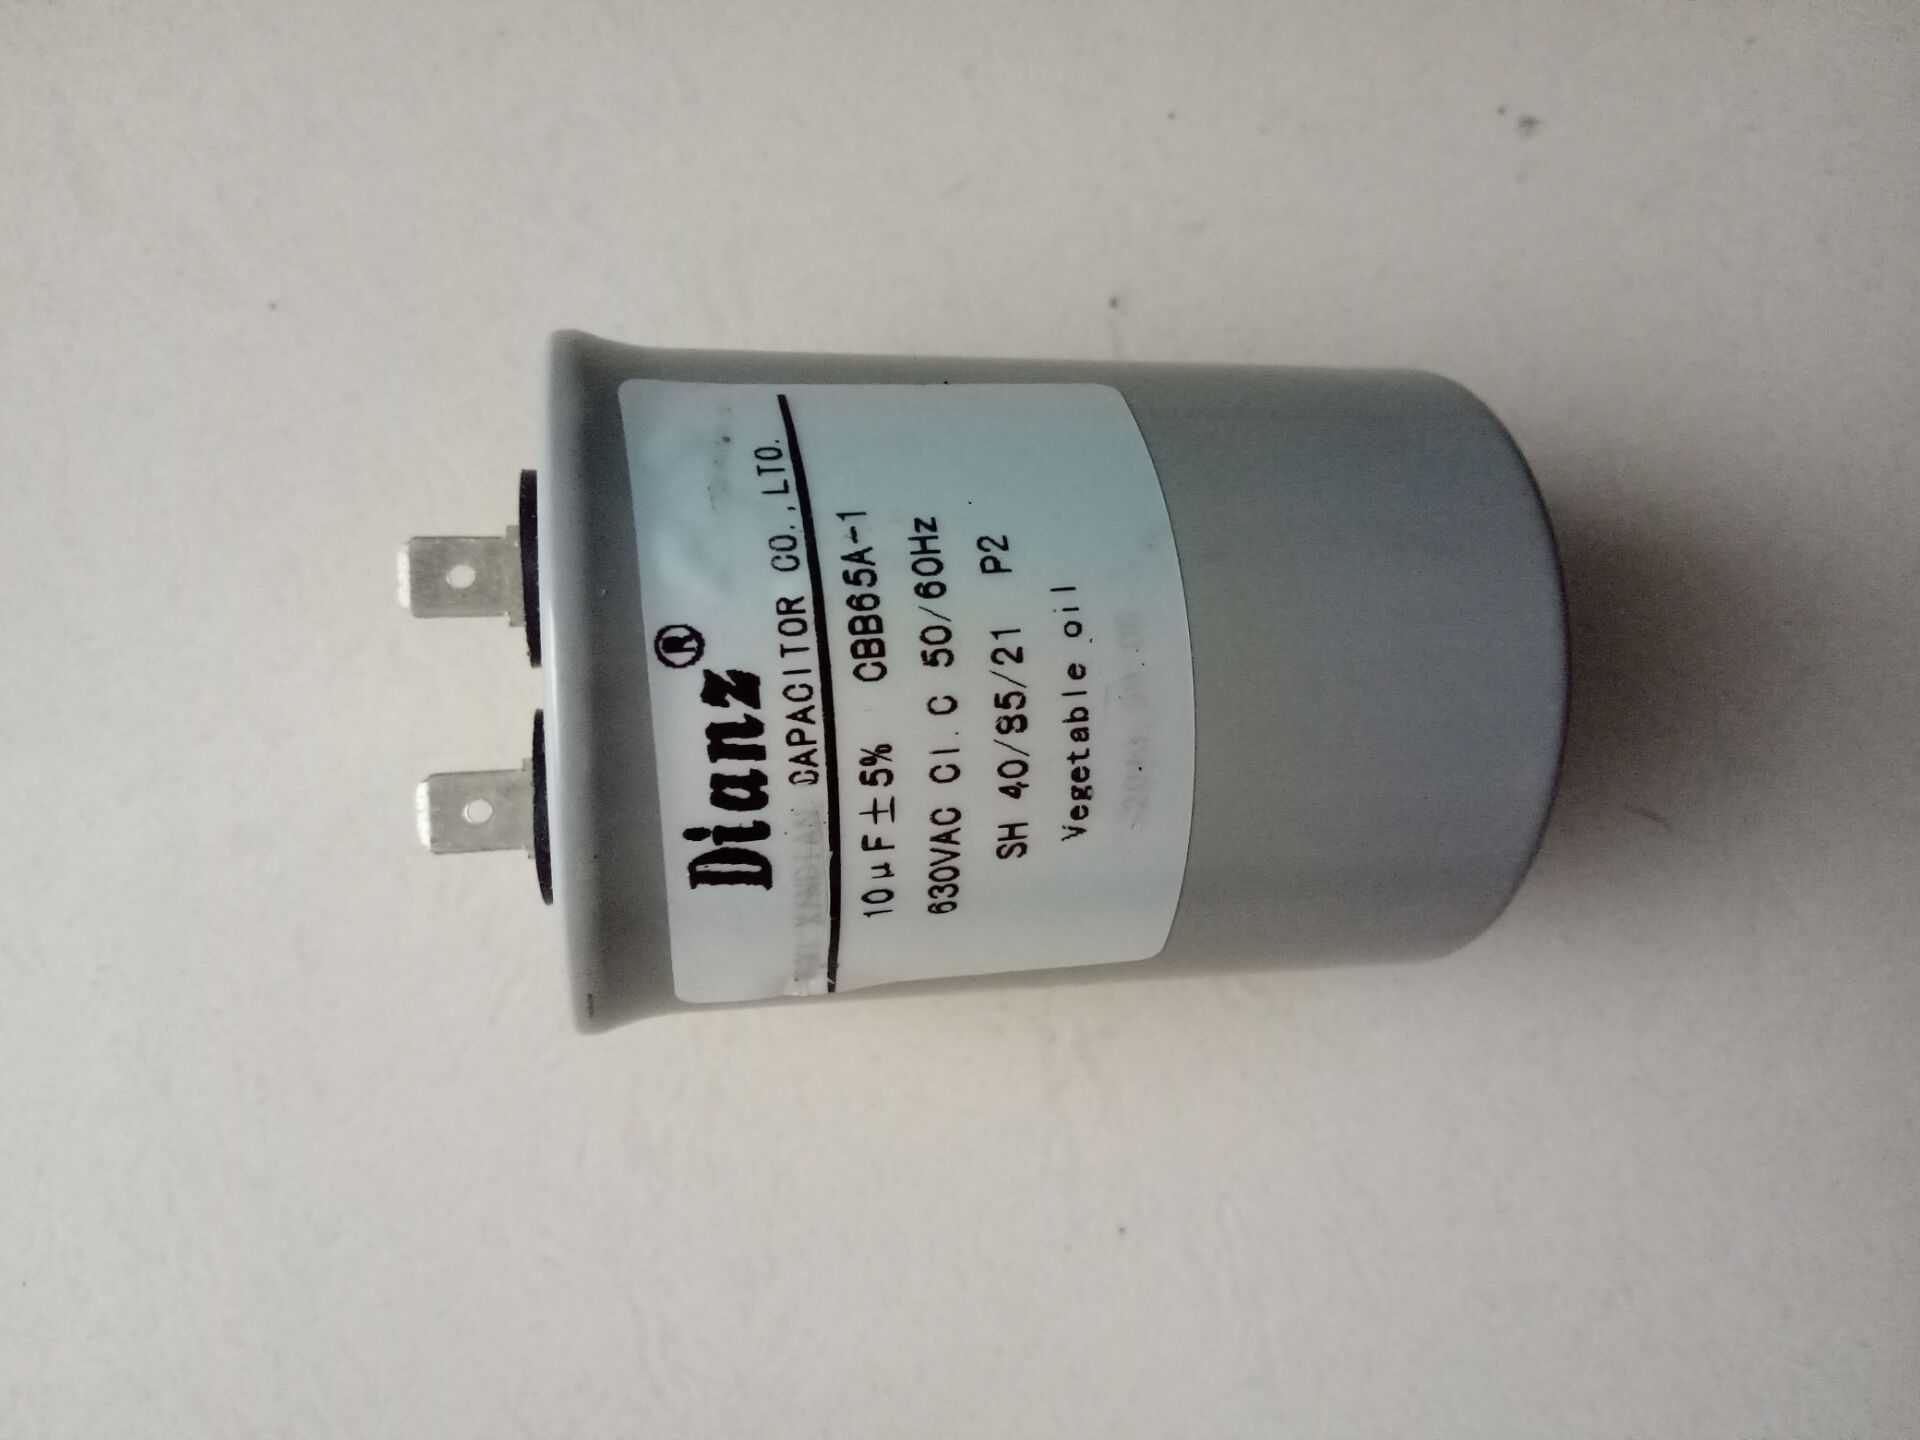 Dianz®
CAPACITOR CO.,LTD.
10μF±5% CBB65A-1
630VAC Cl.C 50/60Hz
SH 40/85/21 P2
Vegetable oil